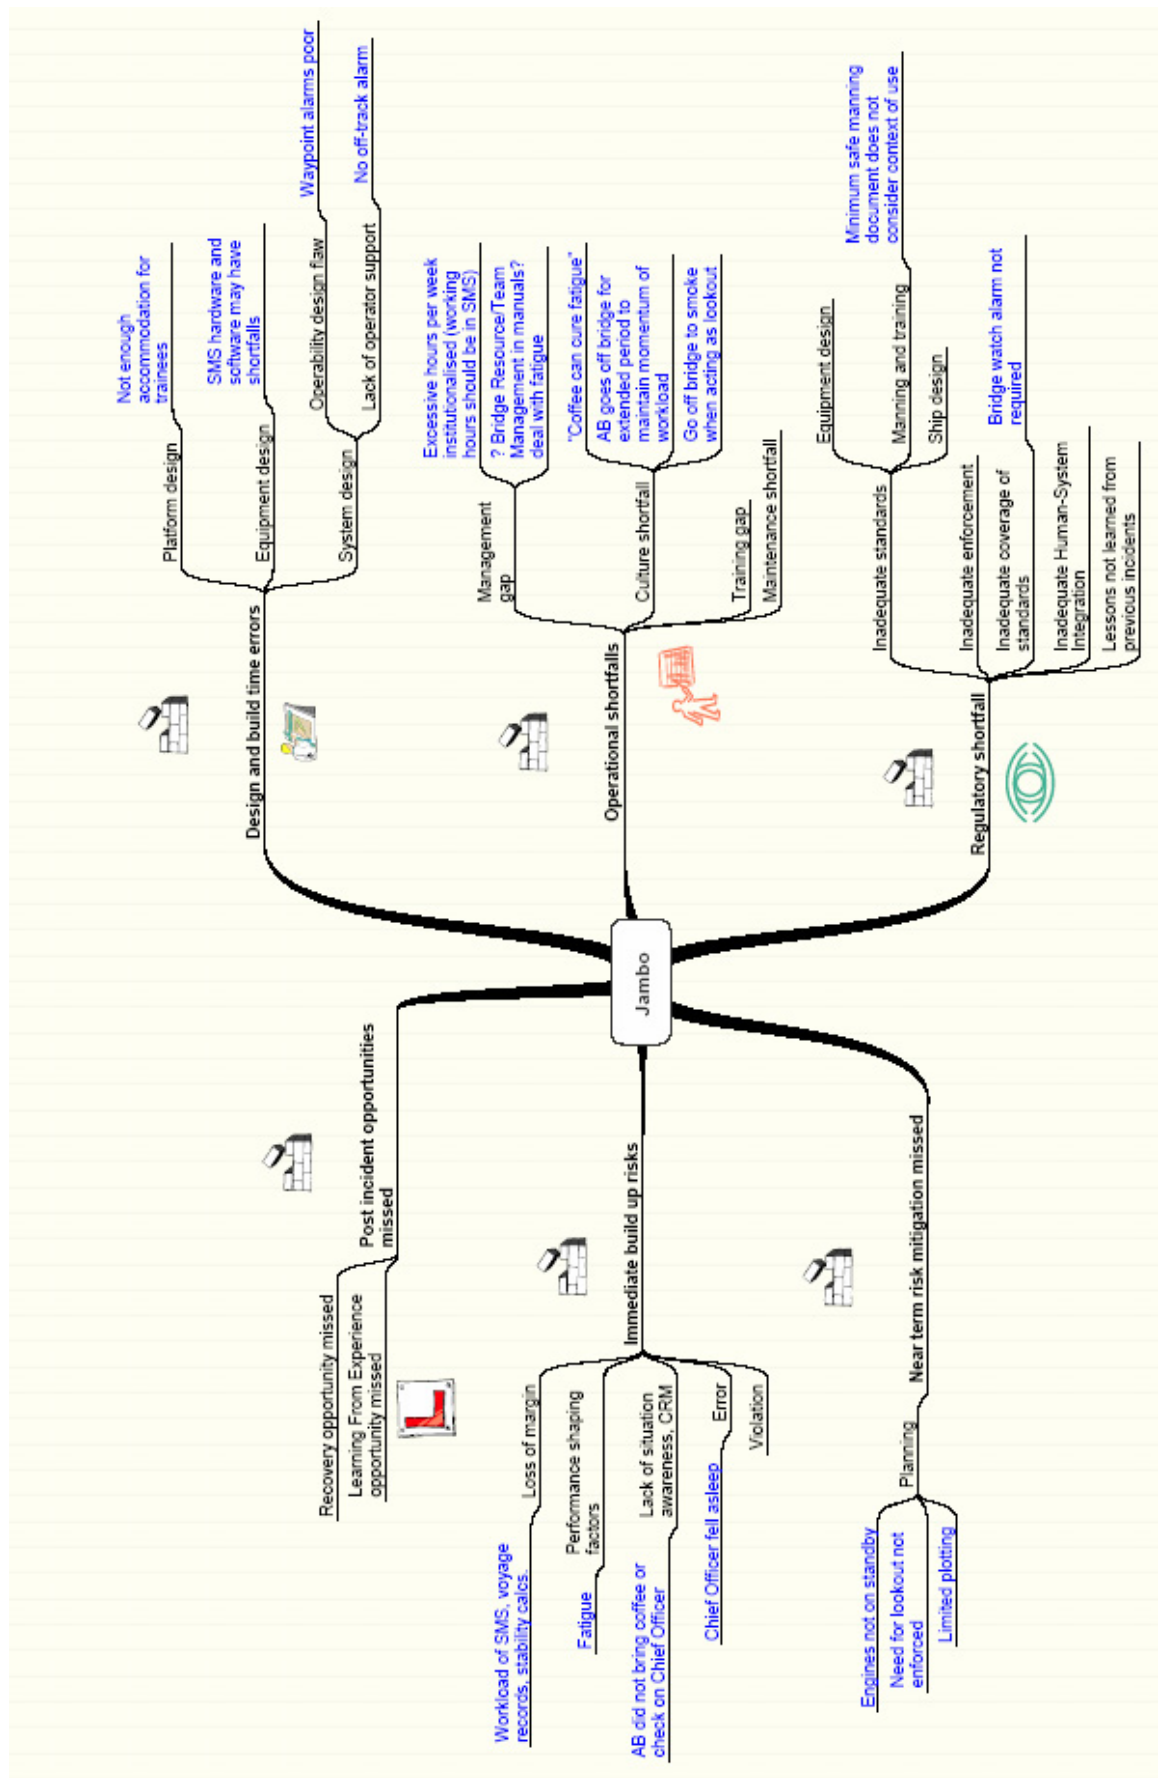 Jambo
Design and build time errors
Platform design
Not enough
accommodation for
trainees
Equipment design
SMS hardware and
software may have
shortfalls
System design
Operability design flaw
Waypoint alarms poor
Lack of operator support
No off-track alarm
Operational shortfalls
Management
gap
Excessive hours per week
institutionalised (working
hours should be in SMS)
? Bridge Resource/Team
Management in manuals?
deal with fatigue
Culture shortfall
"Coffee can cure fatigue"
AB goes off bridge for
extended period to
maintain momentum of
workload
Go off bridge to smoke
when acting as lookout
Training gap
Maintenance shortfall
Regulatory shortfall
Inadequate standards
Equipment design
Manning and training
Minimum safe manning
document does not
consider context of use
Ship design
Inadequate enforcement
Inadequate coverage of
standards
Bridge watch alarm not
required
Inadequate Human-System
Integration
Lessons not learned from
previous incidents
Post incident opportunities
missed
Recovery opportunity missed
Learning From Experience
opportunity missed
L
Immediate build up risks
Loss of margin
Workload of SMS, voyage
records, stability calcs.
Performance shaping
factors
Fatigue
Lack of situation
awareness, CRM
AB did not bring coffee or
check on Chief Officer
Error
Chief Officer fell asleep
Violation
Near term risk mitigation missed
Planning
Engines not on standby
Need for lookout not
enforced
Limited plotting